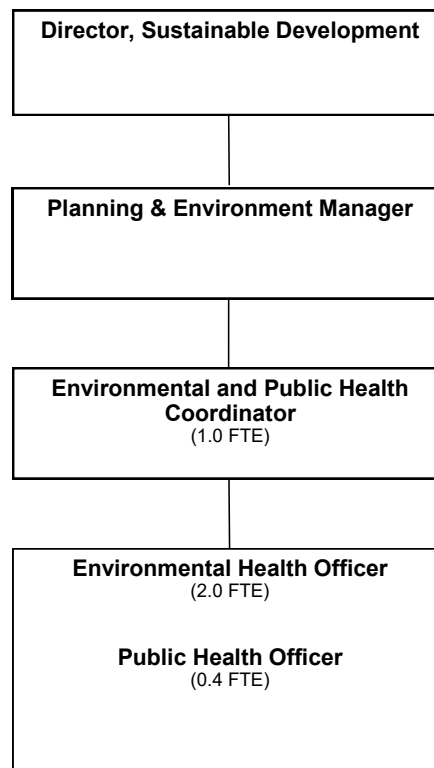 Director, Sustainable Development
Planning & Environment Manager
Environmental and Public Health
Coordinator
(1.0 FTE)
Environmental Health Officer
(2.0 FTE)
Public Health Officer
(0.4 FTE)